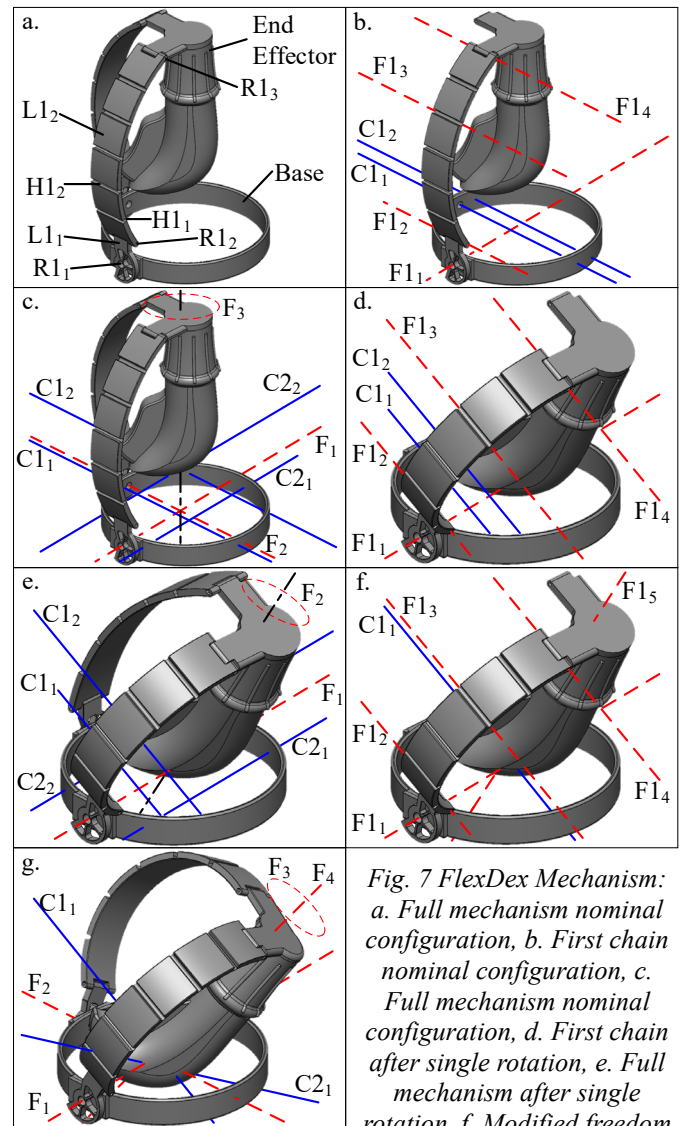 a.
End
Effector
R1₃
L1₂
Base
H1₂
H1₁
L1₁
R1₂
R1₁
b.
F1₃
F1₄
C1₂
C1₁
F1₂
F1₁
c.
F₃
C1₂
C2₂
F₁
C1₁
C2₁
F₂
d.
F1₃
C1₂
C1₁
F1₂
F1₄
F1₁
e.
F₂
C1₂
C1₁
F₁
C2₁
C2₂
f.
F1₅
F1₃
C1₁
F1₂
F1₄
F1₁
g.
F₃
F₄
C1₁
F₂
C2₁
F₁
Fig. 7 FlexDex Mechanism:
a. Full mechanism nominal
configuration, b. First chain
nominal configuration, c.
Full mechanism nominal
configuration, d. First chain
after single rotation, e. Full
mechanism after single
rotation, f. Modified freedom